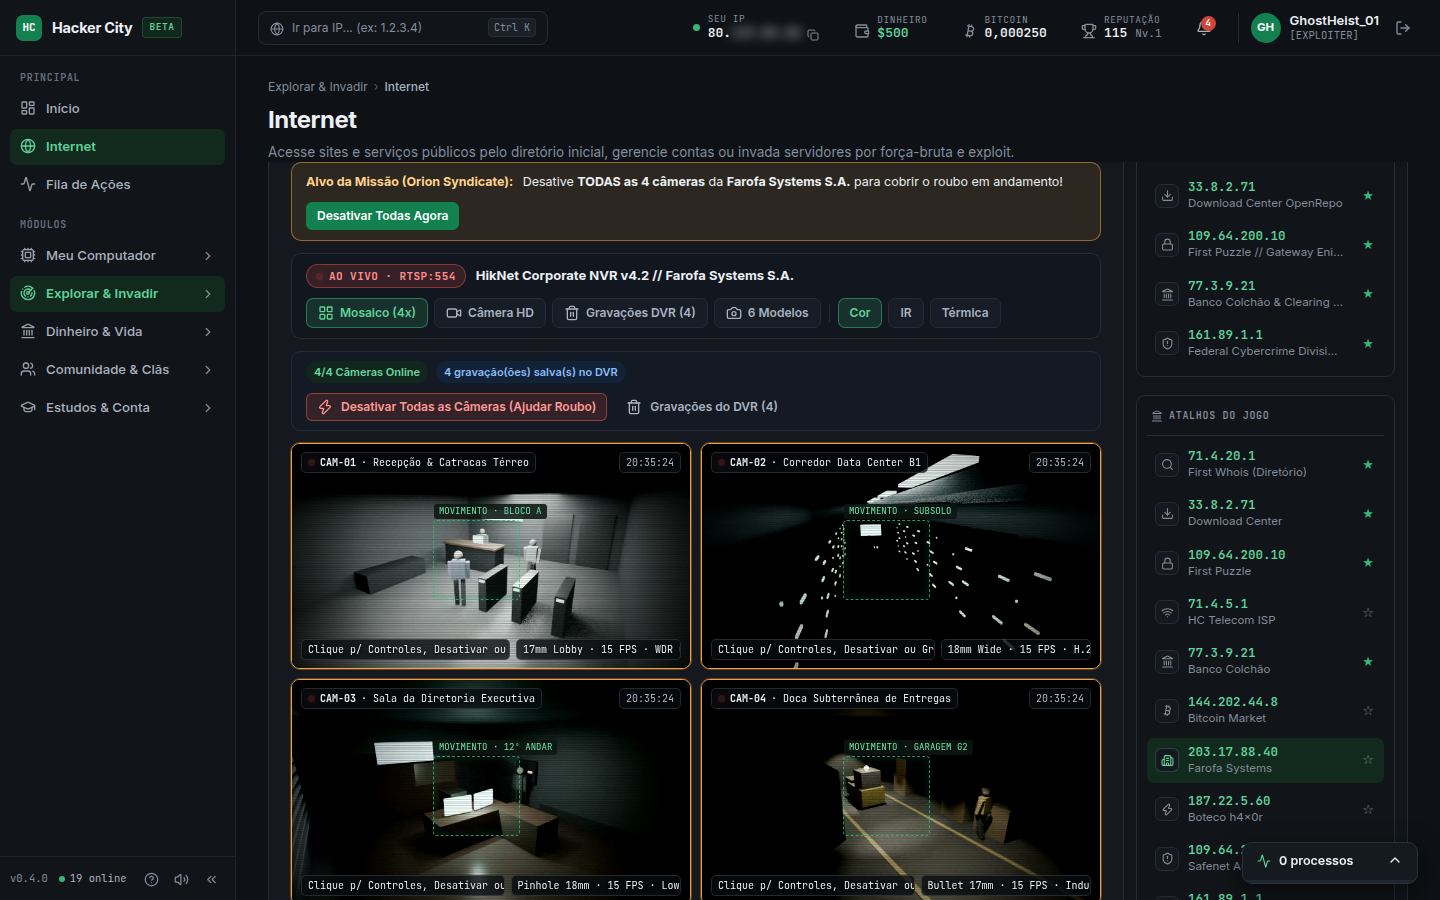 HC Hacker City BETA
Ir para IP... (ex: 1.2.3.4) Ctrl K
SEU IP
80.
DINHEIRO
$500
BITCOIN
0,000250
REPUTAÇÃO
115 Nv.1
4
GH
GhostHeist_01
[EXPLOITER]
PRINCIPAL
Início
Internet
Fila de Ações
MÓDULOS
Meu Computador
Explorar & Invadir
Dinheiro & Vida
Comunidade & Clãs
Estudos & Conta
v0.4.0 19 online
Explorar & Invadir › Internet
Internet
Acesse sites e serviços públicos pelo diretório inicial, gerencie contas ou invada servidores por força-bruta e exploit.
Alvo da Missão (Orion Syndicate): Desative TODAS as 4 câmeras da Farofa Systems S.A. para cobrir o roubo em andamento!
Desativar Todas Agora
AO VIVO · RTSP:554 HikNet Corporate NVR v4.2 // Farofa Systems S.A.
Mosaico (4x) Câmera HD Gravações DVR (4) 6 Modelos Cor IR Térmica
4/4 Câmeras Online 4 gravação(ões) salva(s) no DVR
Desativar Todas as Câmeras (Ajudar Roubo) Gravações do DVR (4)
CAM-01 · Recepção & Catracas Térreo 20:35:24
MOVIMENTO · BLOCO A
Clique p/ Controles, Desativar ou 17mm Lobby · 15 FPS · WDR
CAM-02 · Corredor Data Center B1 20:35:24
MOVIMENTO · SUBSOLO
Clique p/ Controles, Desativar ou Gr 18mm Wide · 15 FPS · H.2
CAM-03 · Sala da Diretoria Executiva 20:35:24
MOVIMENTO · 12° ANDAR
Clique p/ Controles, Desativar ou Pinhole 18mm · 15 FPS · Low
CAM-04 · Doca Subterrânea de Entregas 20:35:24
MOVIMENTO · GARAGEM G2
Clique p/ Controles, Desativar ou Bullet 17mm · 15 FPS · Indu
33.8.2.71
Download Center OpenRepo
109.64.200.10
First Puzzle // Gateway Eni...
77.3.9.21
Banco Colchão & Clearing ...
161.89.1.1
Federal Cybercrime Divisi...
ATALHOS DO JOGO
71.4.20.1
First Whois (Diretório)
33.8.2.71
Download Center
109.64.200.10
First Puzzle
71.4.5.1
HC Telecom ISP
77.3.9.21
Banco Colchão
144.202.44.8
Bitcoin Market
203.17.88.40
Farofa Systems
187.22.5.60
Boteco h4×0r
109.64.
Safenet A
161.89.1.1
0 processos